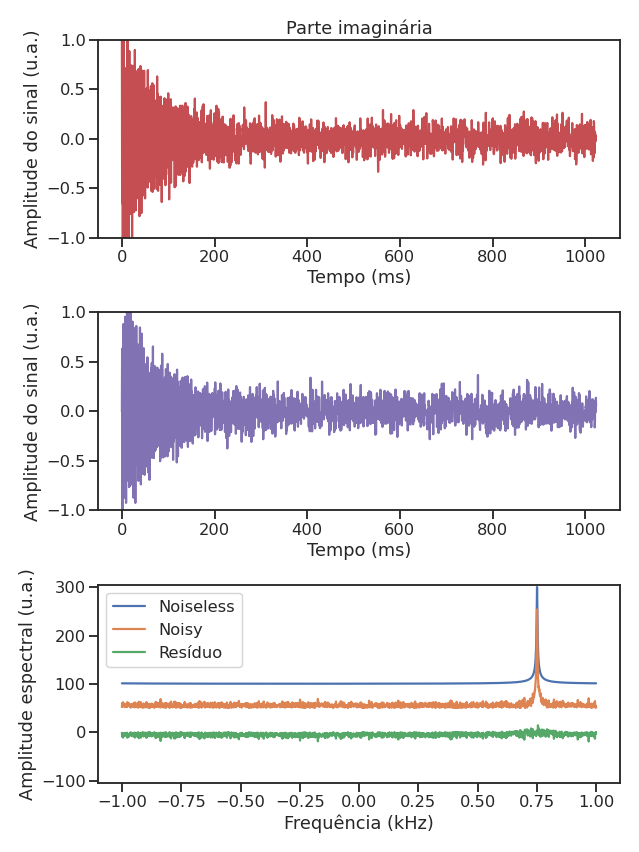 Parte imaginária
1.0
0.5
0.0
−0.5
−1.0
Amplitude do sinal (u.a.)
0 200 400 600 800 1000
Tempo (ms)
1.0
0.5
0.0
−0.5
−1.0
Amplitude do sinal (u.a.)
0 200 400 600 800 1000
Tempo (ms)
300
200
100
0
−100
Amplitude espectral (u.a.)
Noiseless
Noisy
Resíduo
−1.00 −0.75 −0.50 −0.25 0.00 0.25 0.50 0.75 1.00
Frequência (kHz)